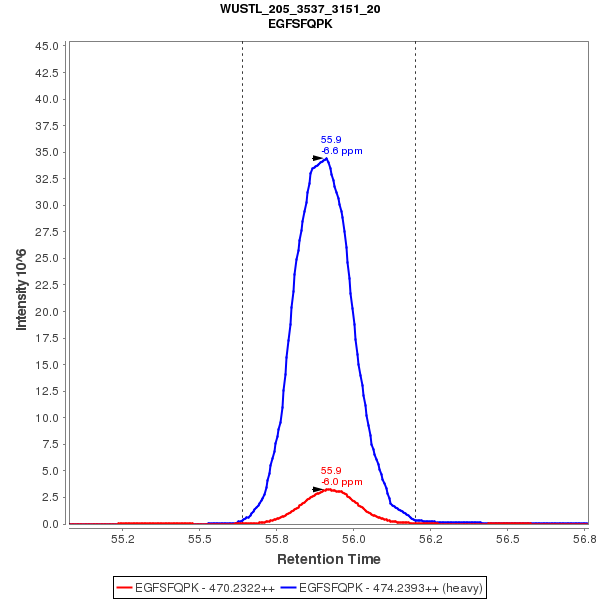 WUSTL_205_3537_3151_20
EGFSFQPK
45.0
42.5
40.0
37.5
35.0
32.5
30.0
27.5
25.0
22.5
20.0
17.5
15.0
12.5
10.0
7.5
5.0
2.5
0.0
Intensity 10^6
55.9
-6.6 ppm
55.9
-6.0 ppm
55.2 55.5 55.8 56.0 56.2 56.5 56.8
Retention Time
EGFSFQPK - 470.2322++ EGFSFQPK - 474.2393++ (heavy)